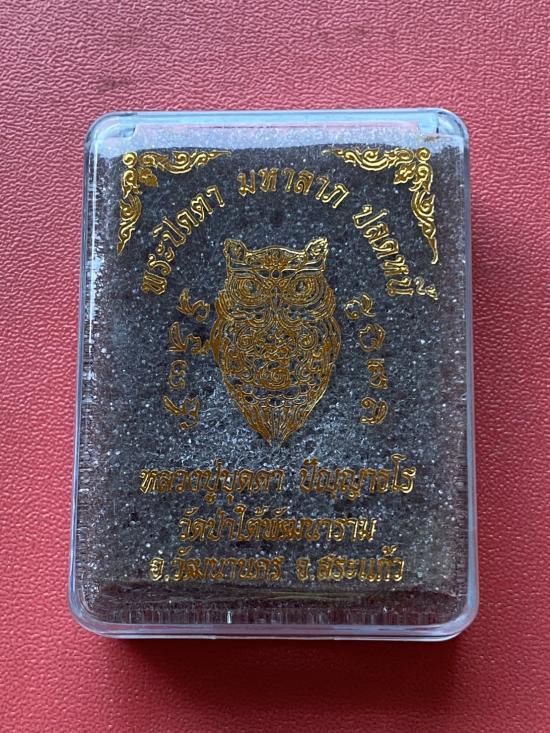 พระปิดตา มหาลาภ ปลดหนี้
หลวงปู่บุดดา ปัญญาธโร
วัดป่าใต้พัฒนาราม
อ.วัฒนานคร จ.สระแก้ว